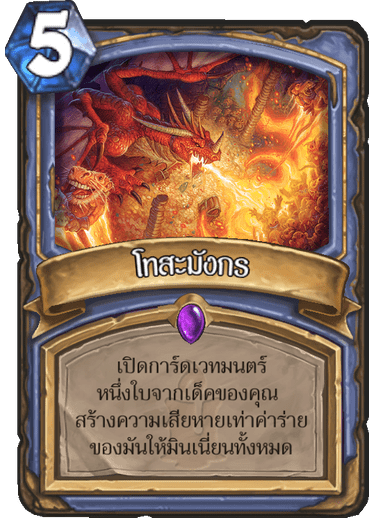 5
โทสะมังกร
เปิดการ์ดเวทมนตร์
หนึ่งใบจากเด็คของคุณ
สร้างความเสียหายเท่าค่าร่าย
ของมันให้มินเนี่ยนทั้งหมด